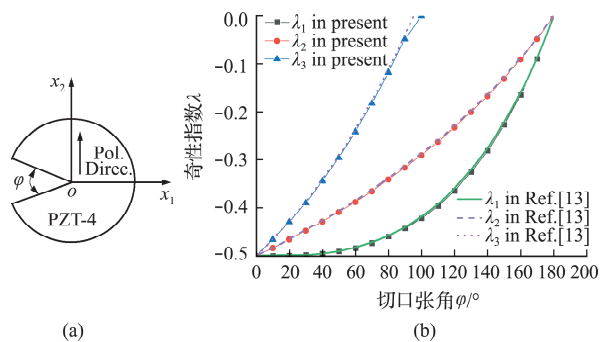 x₂
Pol.
Direc.
φ
o
x₁
PZT-4
(a)
奇性指数λ
0.0
-0.1
-0.2
-0.3
-0.4
-0.5
λ₁ in present
λ₂ in present
λ₃ in present
λ₁ in Ref.[13]
λ₂ in Ref.[13]
λ₃ in Ref.[13]
0 20 40 60 80 100 120 140 160 180 200
切口张角φ/°
(b)